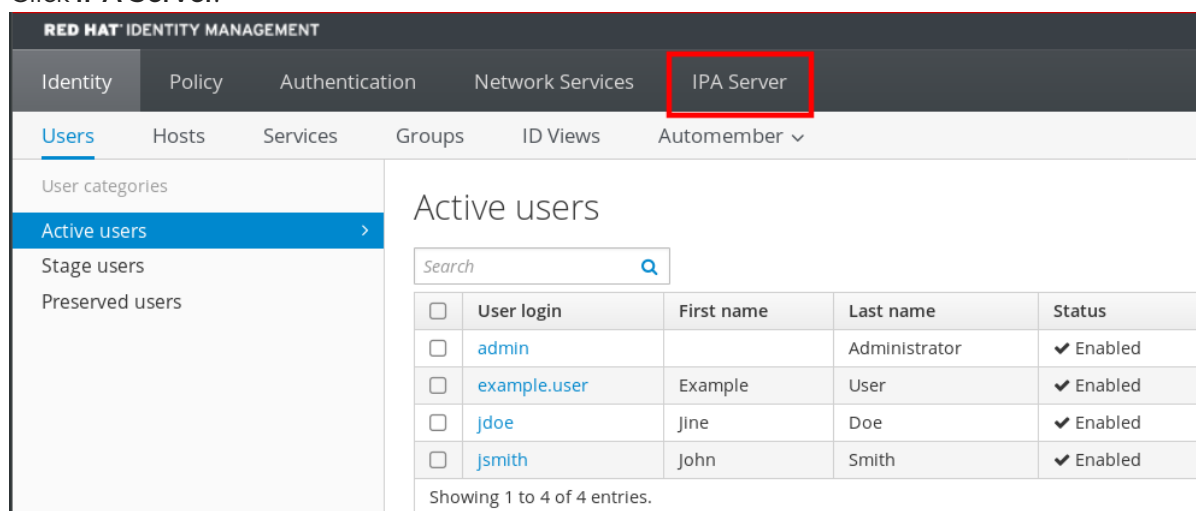 Click IPA Server.
RED HAT® IDENTITY MANAGEMENT
Identity Policy Authentication Network Services IPA Server
Users Hosts Services Groups ID Views Automember
User categories
Active users
Stage users
Preserved users
Active users
Search
User login First name Last name Status
admin Administrator Enabled
example.user Example User Enabled
jdoe Jine Doe Enabled
jsmith John Smith Enabled
Showing 1 to 4 of 4 entries.